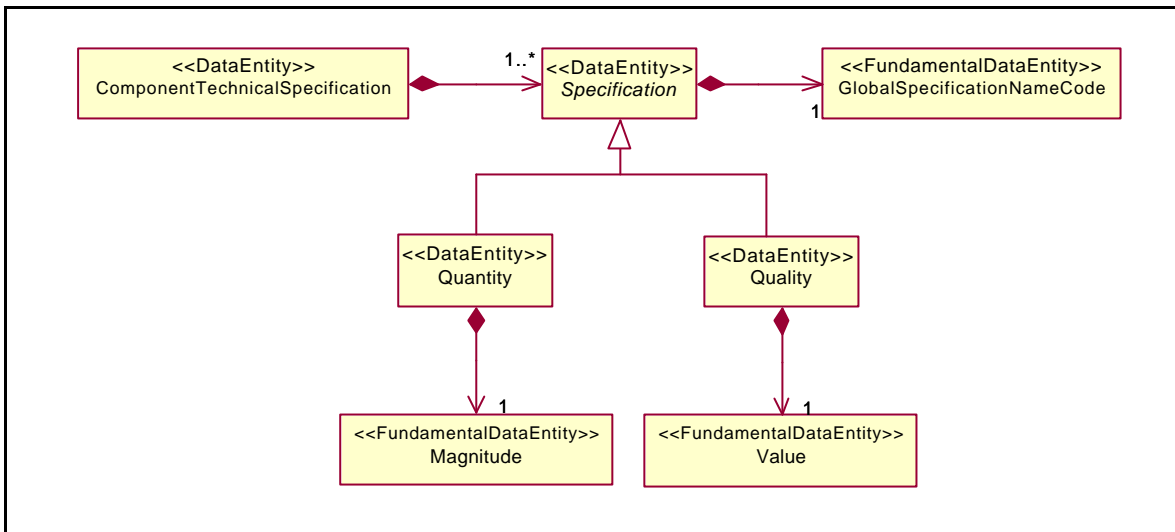 <<DataEntity>>
ComponentTechnicalSpecification
1..*
<<DataEntity>>
Specification
<<FundamentalDataEntity>>
GlobalSpecificationNameCode
1
<<DataEntity>>
Quantity
<<DataEntity>>
Quality
1
<<FundamentalDataEntity>>
Magnitude
1
<<FundamentalDataEntity>>
Value